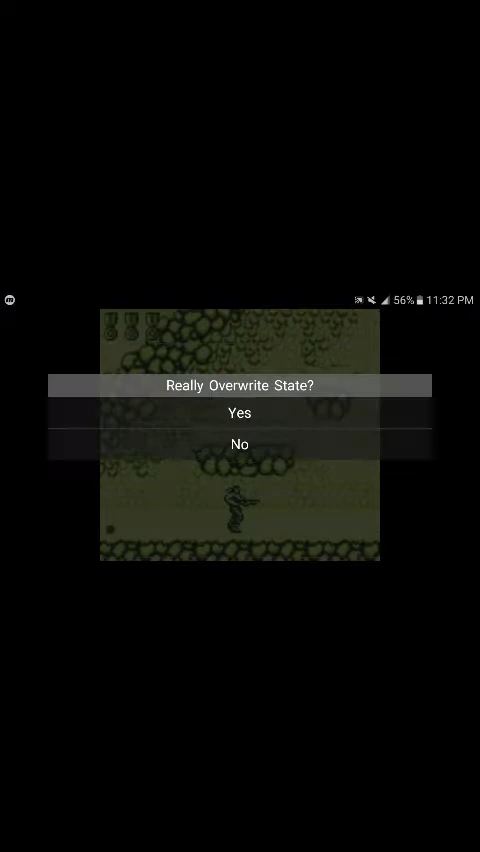 56% 11:32 PM
Really Overwrite State?
Yes
No